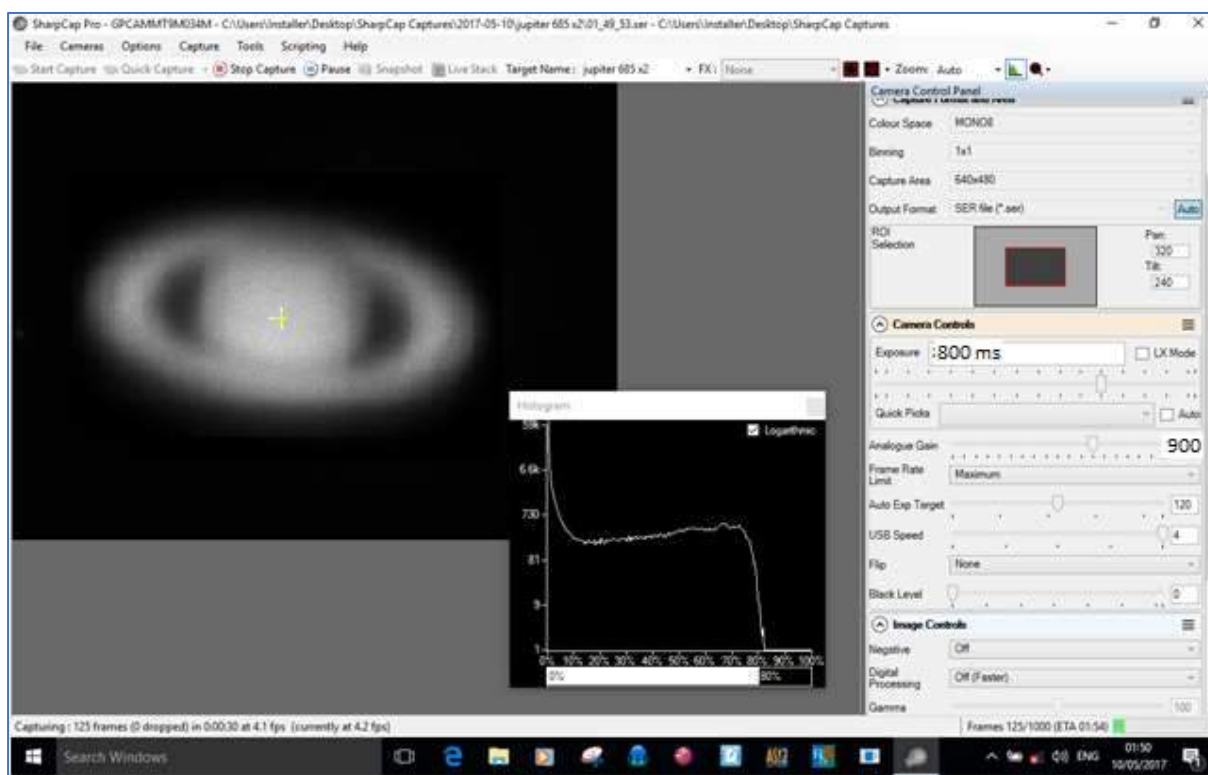 SharpCap Pro - GPCAMMT9M034M - C:\Users\Installer\Desktop\SharpCap Captures\2017-05-10\jupiter 685 x2\01_49_53.ser - C:\Users\Installer\Desktop\SharpCap Captures
File Cameras Options Capture Tools Scripting Help
Start Capture Quick Capture Stop Capture Pause Snapshot Live Stack Target Name: jupiter 685 x2 FX: None Zoom: Auto
Camera Control Panel
Capture Format and Area
Colour Space MONO8
Binning 1x1
Capture Area 640x480
Output Format SER file (*.ser) Auto
ROI Selection
Pan: 320
Tilt: 240
Camera Controls
Exposure :800 ms LX Mode
Quick Picks Auto
Analogue Gain 900
Frame Rate Limit Maximum
Auto Exp Target 120
USB Speed 4
Flip None
Black Level 0
Image Controls
Negative Off
Digital Processing Off (Faster)
Gamma 100
Histogram
Logarithmic
59k
6.6k
730
81
9
1
0% 10% 20% 30% 40% 50% 60% 70% 80% 90% 100%
0% 80%
Capturing : 125 frames (0 dropped) in 0:00:30 at 4.1 fps (currently at 4.2 fps) Frames 125/1000 (ETA 01:54)
Search Windows
ENG
01:50
10/05/2017